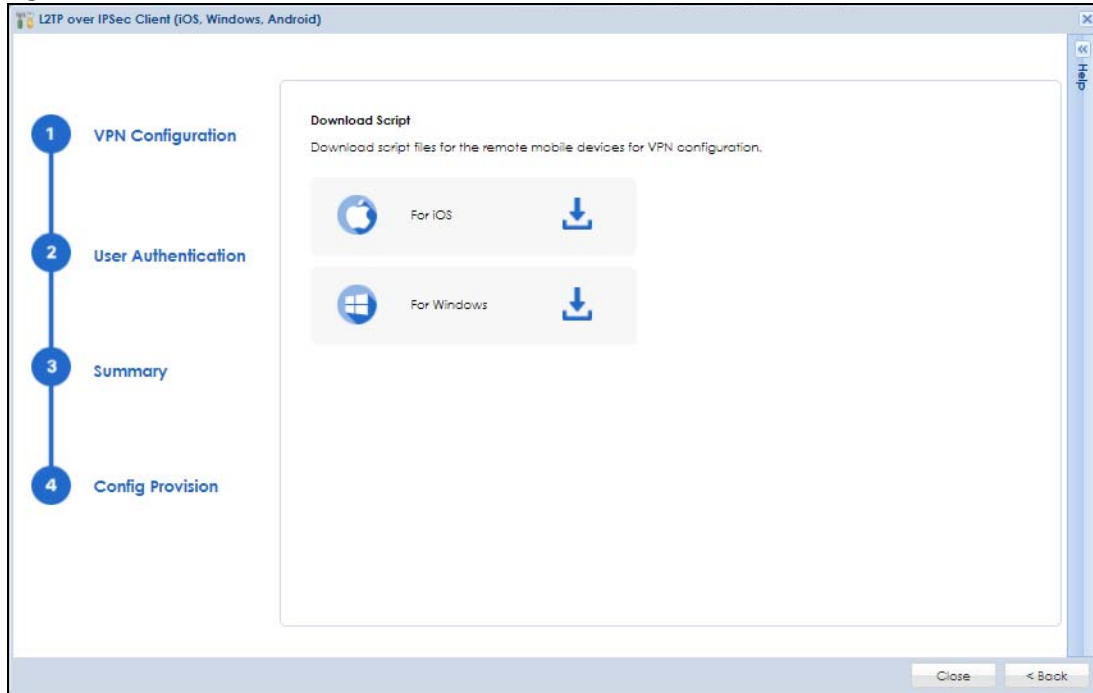 L2TP over IPSec Client (iOS, Windows, Android)
Help
1 VPN Configuration
2 User Authentication
3 Summary
4 Config Provision
Download Script
Download script files for the remote mobile devices for VPN configuration.
For iOS
For Windows
Close
< Back